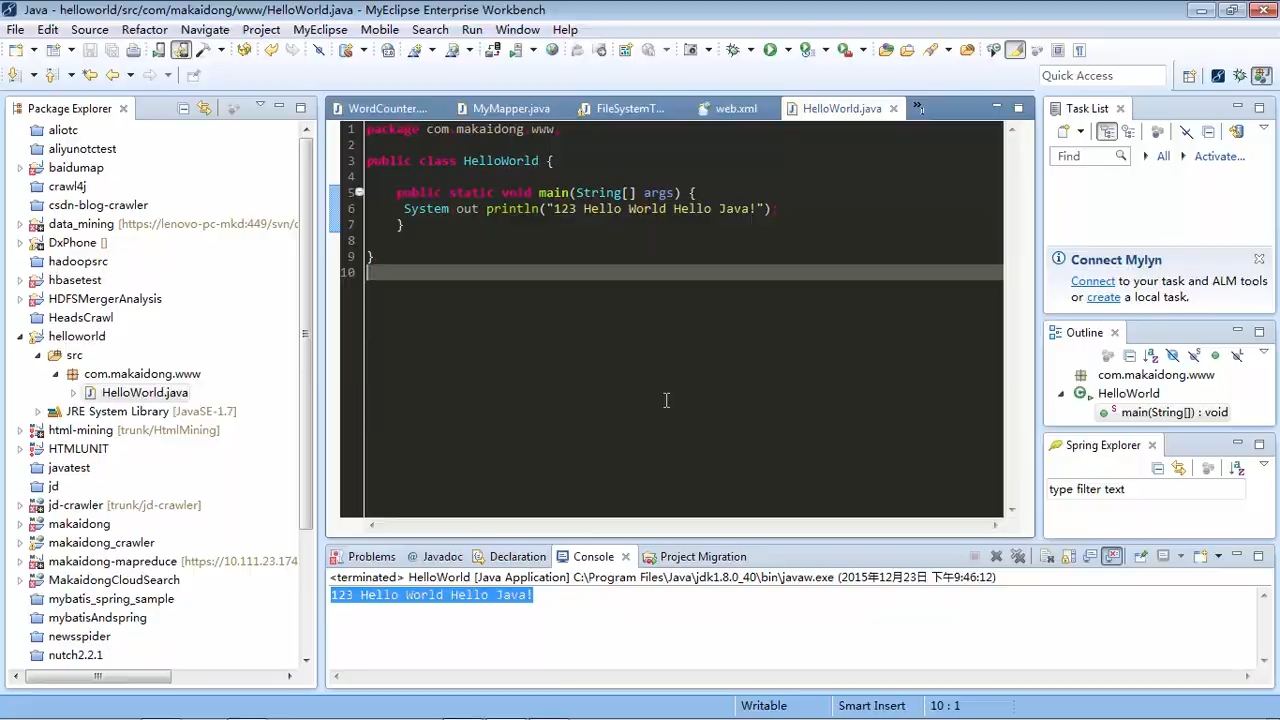 Java - helloworld/src/com/makaidong/www/HelloWorld.java - MyEclipse Enterprise Workbench
File Edit Source Refactor Navigate Project MyEclipse Mobile Search Run Window Help
Quick Access
Package Explorer
aliotc
aliyunotctest
baidumap
crawl4j
csdn-blog-crawler
data_mining [https://lenovo-pc-mkd:449/svn/c
DxPhone []
hadoopsrc
hbasetest
HDFSMergerAnalysis
HeadsCrawl
helloworld
src
com.makaidong.www
HelloWorld.java
JRE System Library [JavaSE-1.7]
html-mining [trunk/HtmlMining]
HTMLUNIT
javatest
jd
jd-crawler [trunk/jd-crawler]
makaidong
makaidong_crawler
makaidong-mapreduce [https://10.111.23.174
MakaidongCloudSearch
mybatis_spring_sample
mybatisAndspring
newsspider
nutch2.2.1
WordCounter.... MyMapper.java FileSystemT... web.xml HelloWorld.java
1 package com makaidong www
2
3 public class HelloWorld {
4
5 public static void main(String[] args) {
6 System out println("123 Hello World Hello Java!");
7 }
8
9 }
10
Task List
Find All Activate...
Connect Mylyn
Connect to your task and ALM tools
or create a local task.
Outline
com.makaidong.www
HelloWorld
main(String[]) : void
Spring Explorer
type filter text
Problems Javadoc Declaration Console Project Migration
<terminated> HelloWorld [Java Application] C:\Program Files\Java\jdk1.8.0_40\bin\javaw.exe (2015年12月23日 下午9:46:12)
123 Hello World Hello Java!
Writable Smart Insert 10 : 1